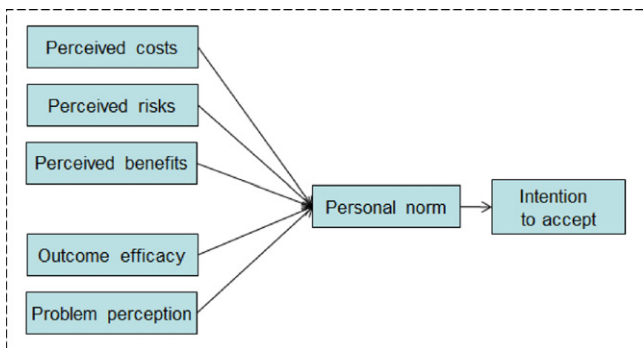 Perceived costs
Perceived risks
Perceived benefits
Outcome efficacy
Problem perception
Personal norm
Intention
to accept